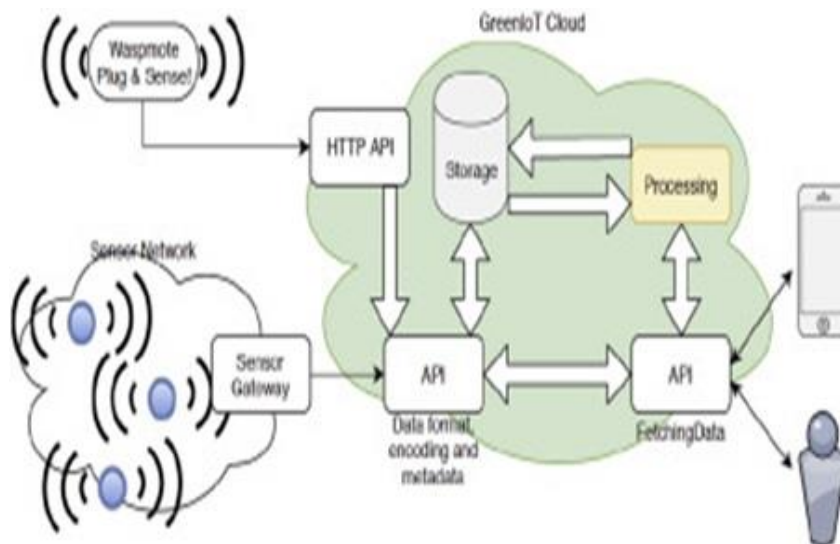 GreenIoT Cloud
Waspmote
Plug & Sense!
HTTP API
Storage
Processing
Sensor Network
Sensor
Gateway
API
Data format,
encoding and
metadata
API
FetchingData